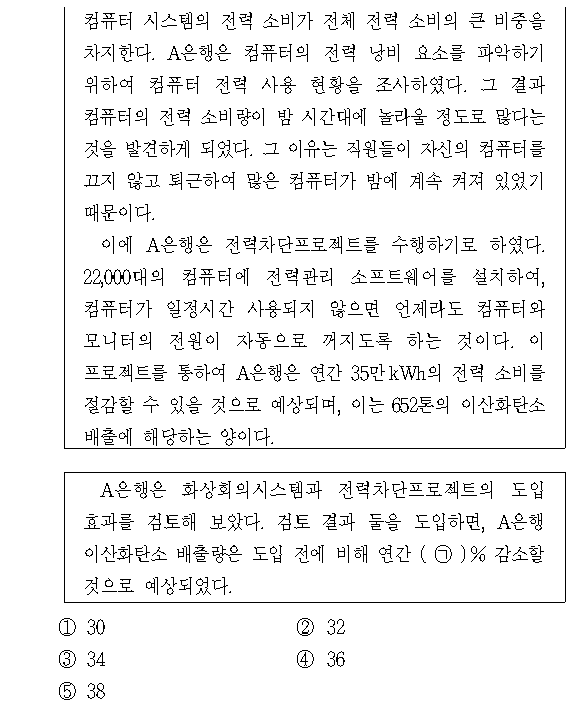 컴퓨터 시스템의 전력 소비가 전체 전력 소비의 큰 비중을
차지한다. A은행은 컴퓨터의 전력 낭비 요소를 파악하기
위하여 컴퓨터 전력 사용 현황을 조사하였다. 그 결과
컴퓨터의 전력 소비량이 밤 시간대에 놀라울 정도로 많다는
것을 발견하게 되었다. 그 이유는 직원들이 자신의 컴퓨터를
끄지 않고 퇴근하여 많은 컴퓨터가 밤에 계속 켜져 있었기
때문이다.
이에 A은행은 전력차단프로젝트를 수행하기로 하였다.
22,000대의 컴퓨터에 전력관리 소프트웨어를 설치하여,
컴퓨터가 일정시간 사용되지 않으면 언제라도 컴퓨터와
모니터의 전원이 자동으로 꺼지도록 하는 것이다. 이
프로젝트를 통하여 A은행은 연간 35만kWh의 전력 소비를
절감할 수 있을 것으로 예상되며, 이는 652톤의 이산화탄소
배출에 해당하는 양이다.
A은행은 화상회의시스템과 전력차단프로젝트의 도입
효과를 검토해 보았다. 검토 결과 둘을 도입하면, A은행
이산화탄소 배출량은 도입 전에 비해 연간 ( ㉠ )% 감소할
것으로 예상되었다.
① 30 ② 32
③ 34 ④ 36
⑤ 38